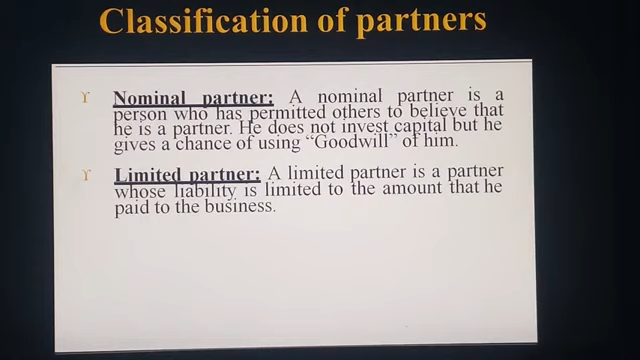 Classification of partners
Nominal partner: A nominal partner is a
person who has permitted others to believe that
he is a partner. He does not invest capital but he
gives a chance of using “Goodwill” of him.
Limited partner: A limited partner is a partner
whose liability is limited to the amount that he
paid to the business.